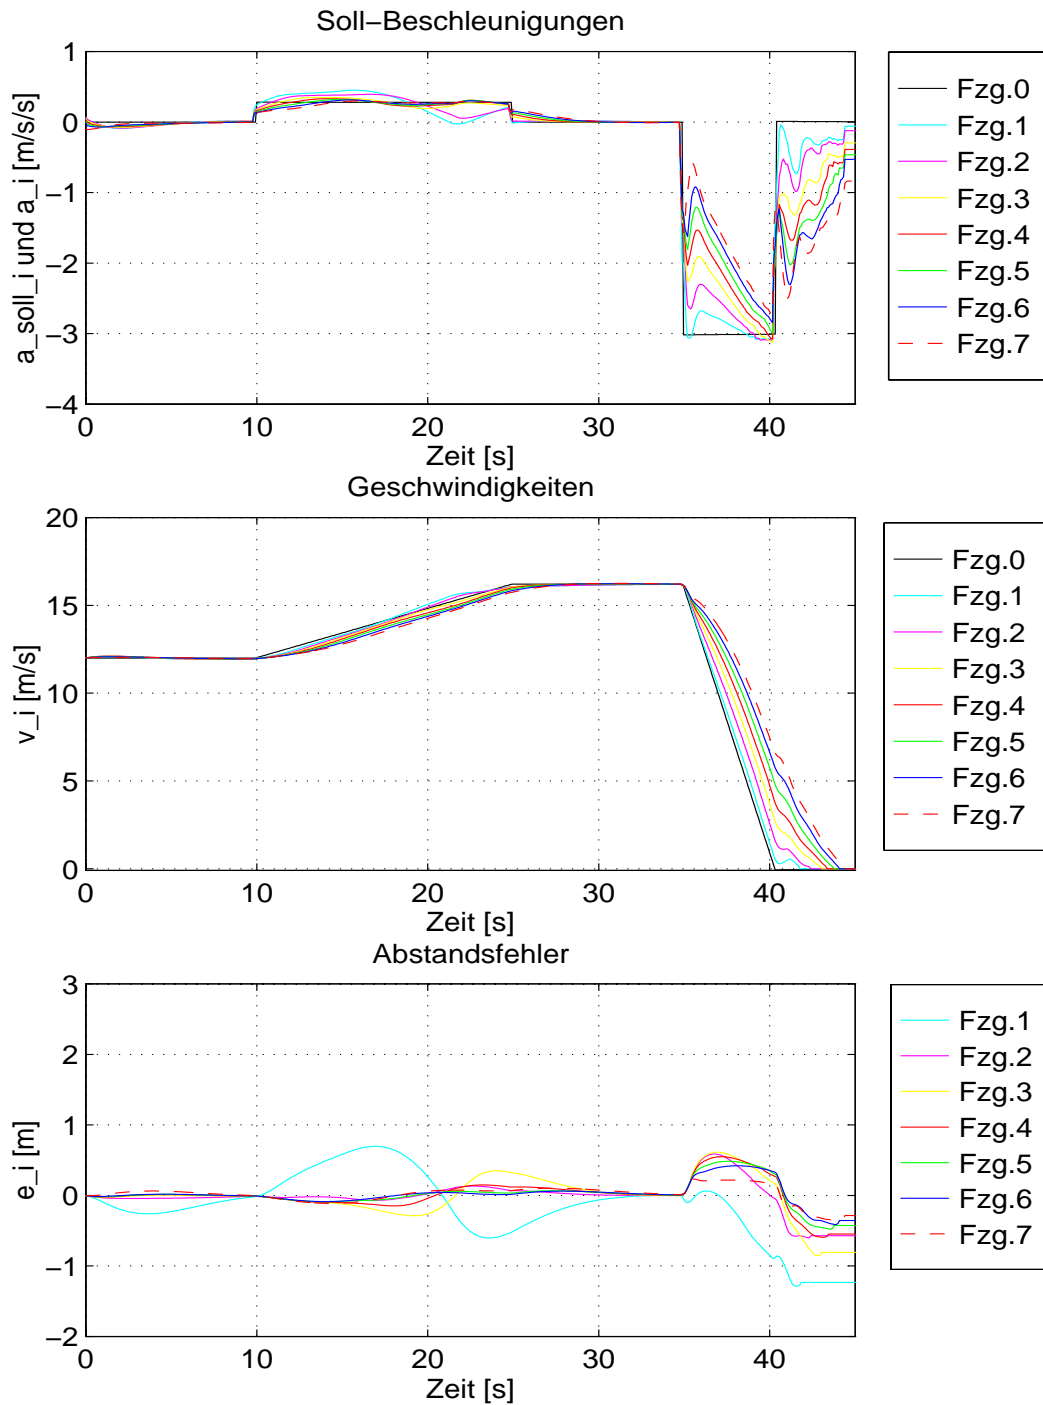 Soll−Beschleunigungen
a_soll_i und a_i [m/s/s]
1
0
−1
−2
−3
−4
0 10 20 30 40
Zeit [s]
Fzg.0
Fzg.1
Fzg.2
Fzg.3
Fzg.4
Fzg.5
Fzg.6
Fzg.7
Geschwindigkeiten
v_i [m/s]
20
15
10
5
0
0 10 20 30 40
Zeit [s]
Fzg.0
Fzg.1
Fzg.2
Fzg.3
Fzg.4
Fzg.5
Fzg.6
Fzg.7
Abstandsfehler
e_i [m]
3
2
1
0
−1
−2
0 10 20 30 40
Zeit [s]
Fzg.1
Fzg.2
Fzg.3
Fzg.4
Fzg.5
Fzg.6
Fzg.7